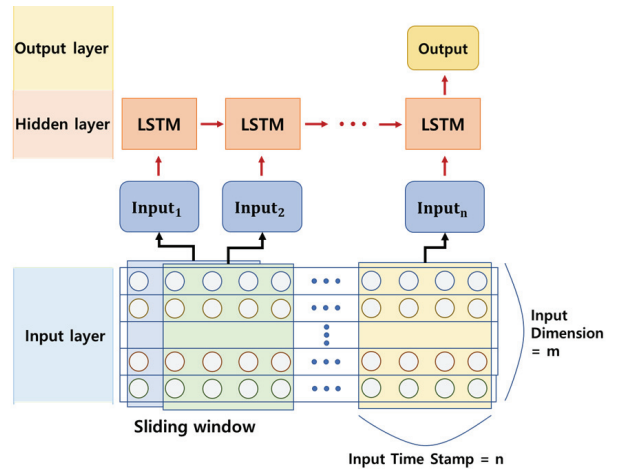 Output layer
Output
Hidden layer
LSTM
LSTM
LSTM
Input₁
Input₂
Inputₙ
Input layer
Input
Dimension
= m
Sliding window
Input Time Stamp = n